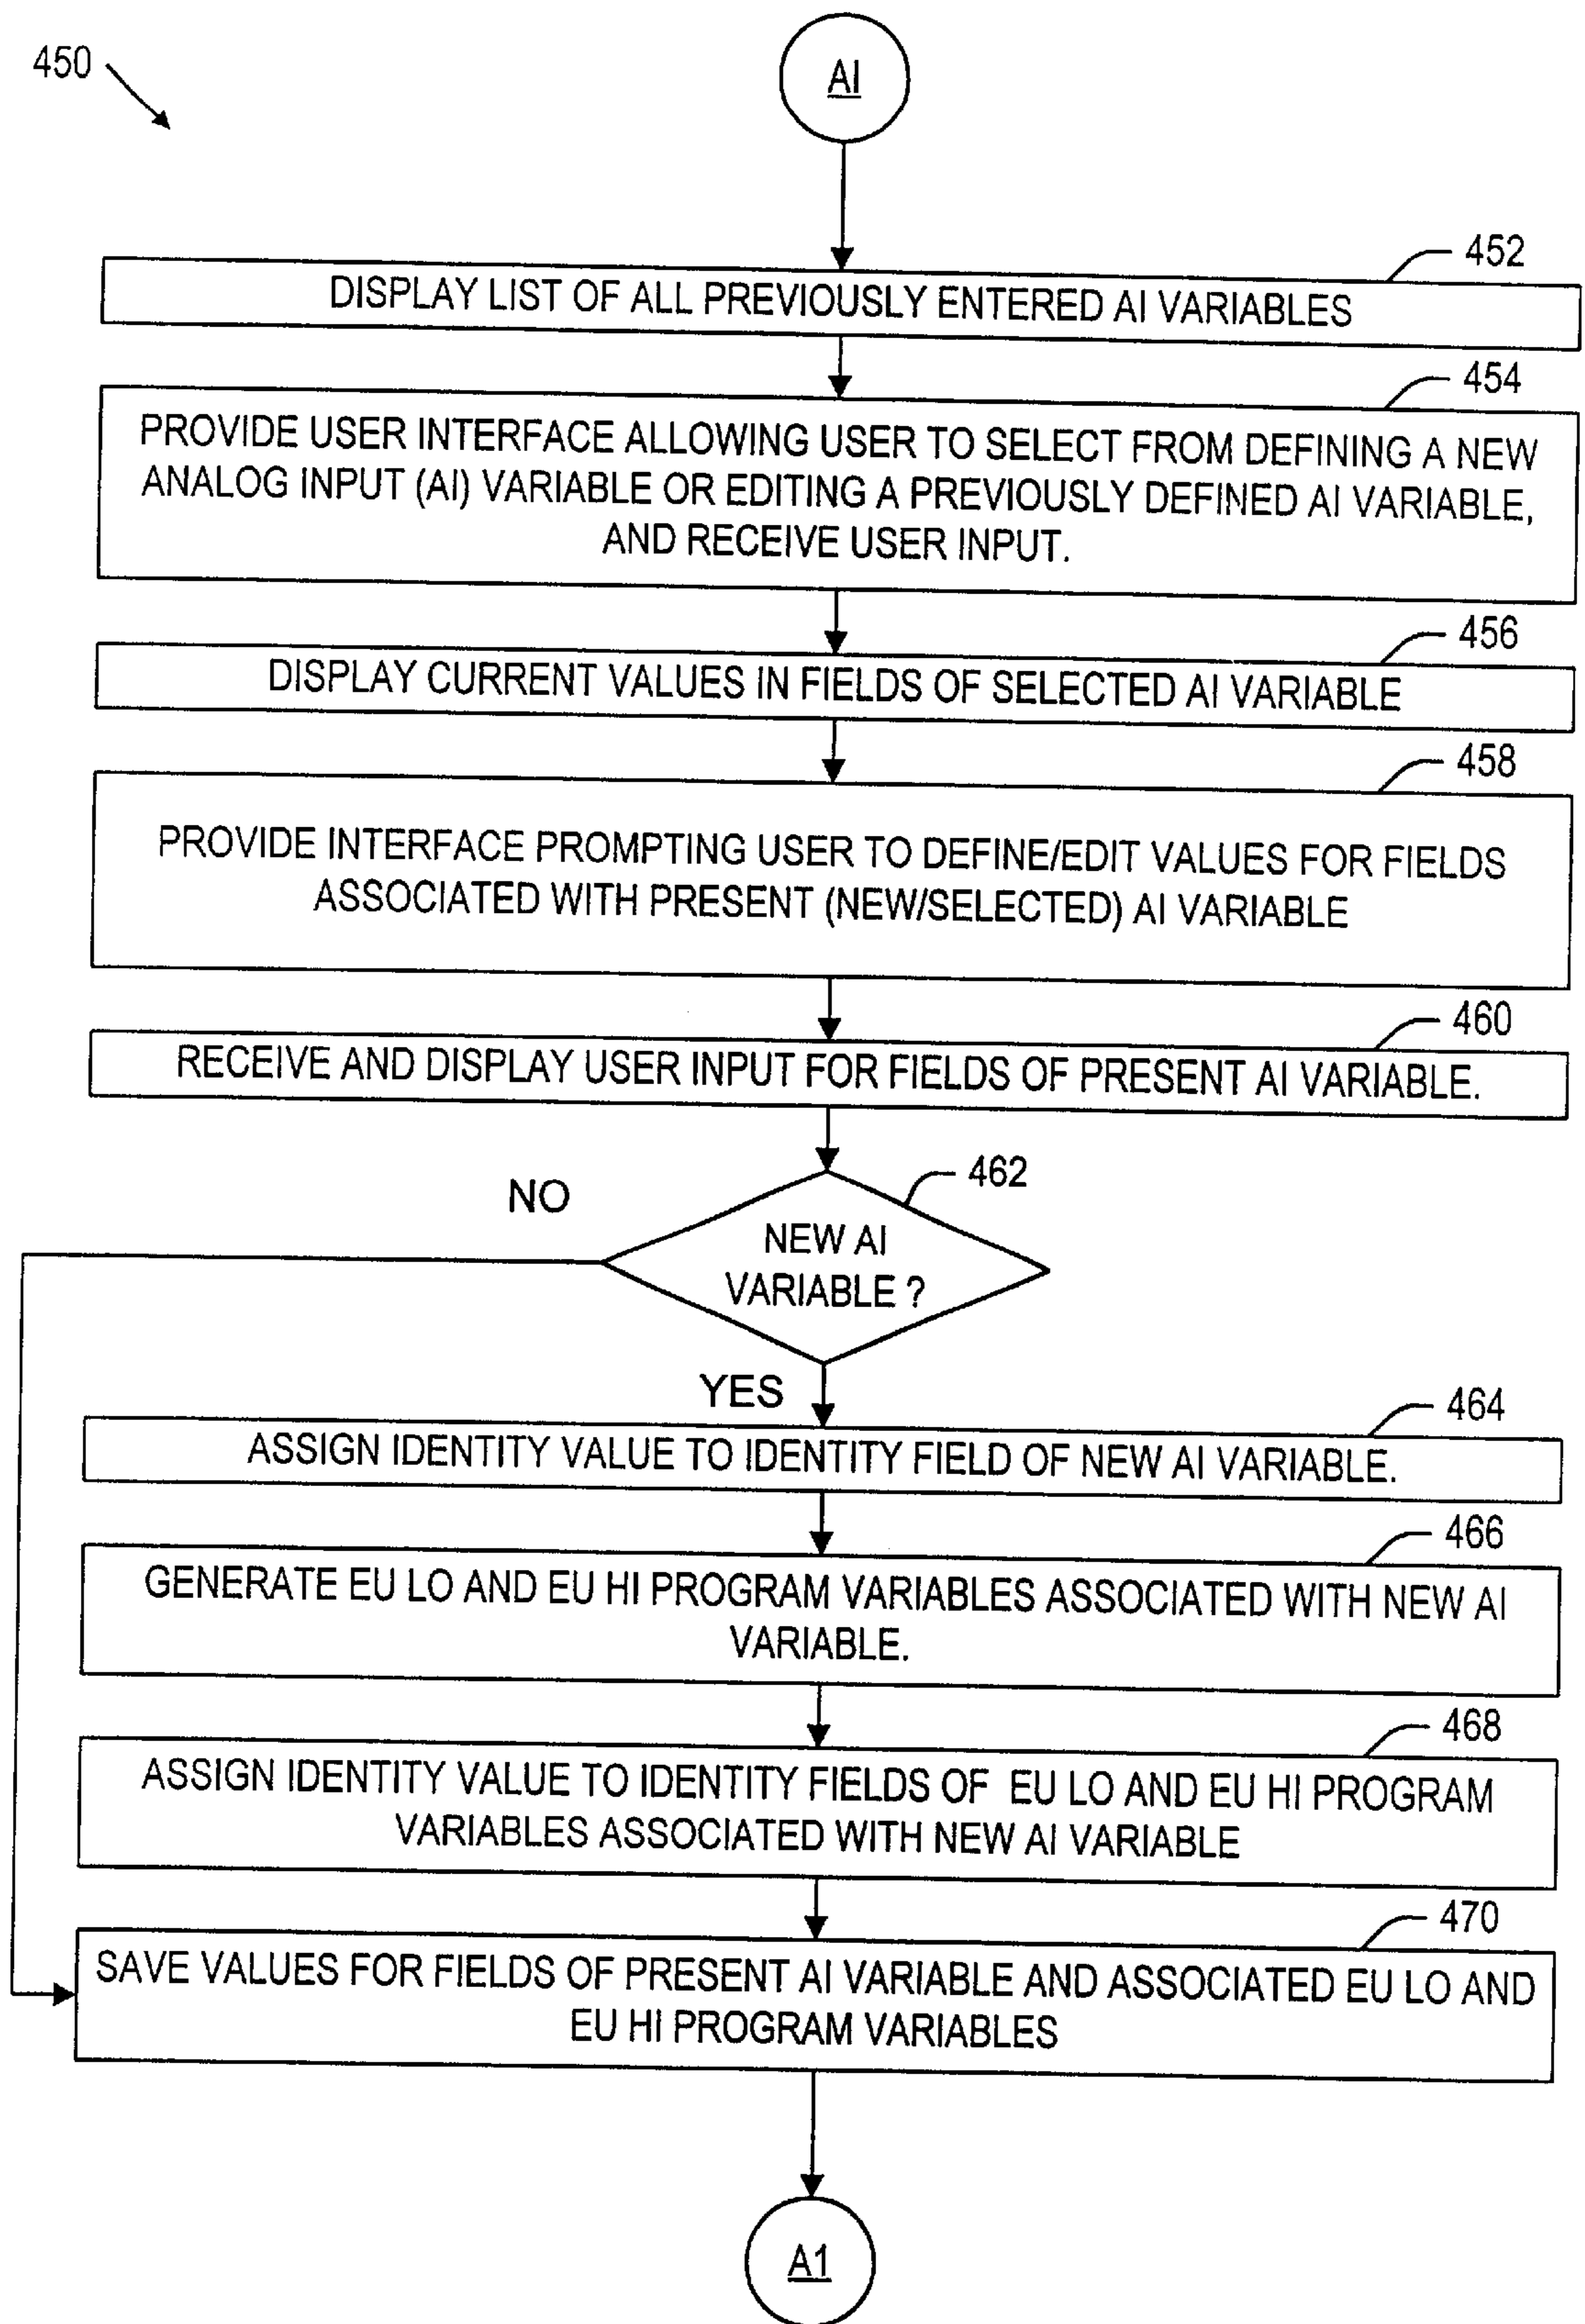 450
AI
452
DISPLAY LIST OF ALL PREVIOUSLY ENTERED AI VARIABLES
454
PROVIDE USER INTERFACE ALLOWING USER TO SELECT FROM DEFINING A NEW
ANALOG INPUT (AI) VARIABLE OR EDITING A PREVIOUSLY DEFINED AI VARIABLE,
AND RECEIVE USER INPUT.
456
DISPLAY CURRENT VALUES IN FIELDS OF SELECTED AI VARIABLE
458
PROVIDE INTERFACE PROMPTING USER TO DEFINE/EDIT VALUES FOR FIELDS
ASSOCIATED WITH PRESENT (NEW/SELECTED) AI VARIABLE
460
RECEIVE AND DISPLAY USER INPUT FOR FIELDS OF PRESENT AI VARIABLE.
462
NO
NEW AI
VARIABLE ?
YES
464
ASSIGN IDENTITY VALUE TO IDENTITY FIELD OF NEW AI VARIABLE.
466
GENERATE EU LO AND EU HI PROGRAM VARIABLES ASSOCIATED WITH NEW AI
VARIABLE.
468
ASSIGN IDENTITY VALUE TO IDENTITY FIELDS OF EU LO AND EU HI PROGRAM
VARIABLES ASSOCIATED WITH NEW AI VARIABLE
470
SAVE VALUES FOR FIELDS OF PRESENT AI VARIABLE AND ASSOCIATED EU LO AND
EU HI PROGRAM VARIABLES
A1